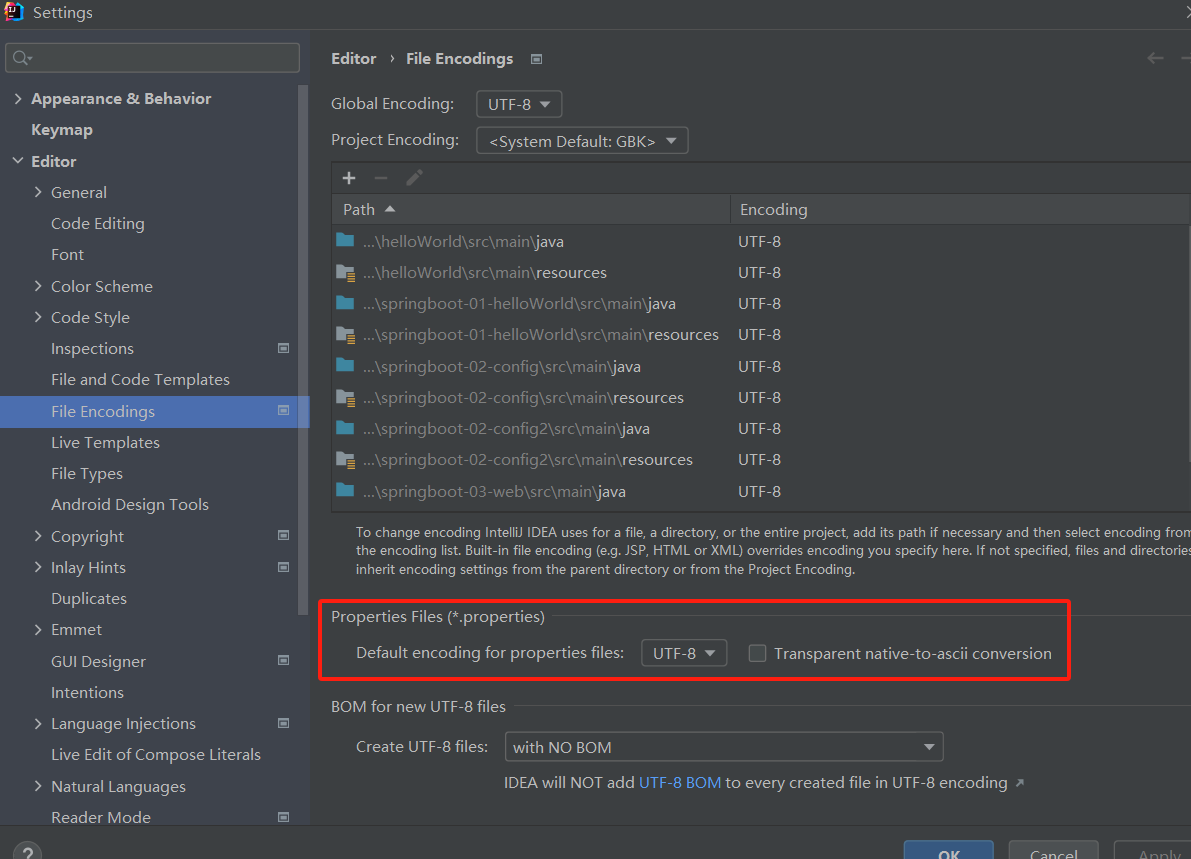 Settings
Appearance & Behavior
Keymap
Editor
General
Code Editing
Font
Color Scheme
Code Style
Inspections
File and Code Templates
File Encodings
Live Templates
File Types
Android Design Tools
Copyright
Inlay Hints
Duplicates
Emmet
GUI Designer
Intentions
Language Injections
Live Edit of Compose Literals
Natural Languages
Reader Mode
?
Editor › File Encodings
Global Encoding: UTF-8
Project Encoding: <System Default: GBK>
Path Encoding
...\helloWorld\src\main\java UTF-8
...\helloWorld\src\main\resources UTF-8
...\springboot-01-helloWorld\src\main\java UTF-8
...\springboot-01-helloWorld\src\main\resources UTF-8
...\springboot-02-config\src\main\java UTF-8
...\springboot-02-config\src\main\resources UTF-8
...\springboot-02-config2\src\main\java UTF-8
...\springboot-02-config2\src\main\resources UTF-8
...\springboot-03-web\src\main\java UTF-8
To change encoding IntelliJ IDEA uses for a file, a directory, or the entire project, add its path if necessary and then select encoding from
the encoding list. Built-in file encoding (e.g. JSP, HTML or XML) overrides encoding you specify here. If not specified, files and directories
inherit encoding settings from the parent directory or from the Project Encoding.
Properties Files (*.properties)
Default encoding for properties files: UTF-8 Transparent native-to-ascii conversion
BOM for new UTF-8 files
Create UTF-8 files: with NO BOM
IDEA will NOT add UTF-8 BOM to every created file in UTF-8 encoding ↗
OK Cancel Apply